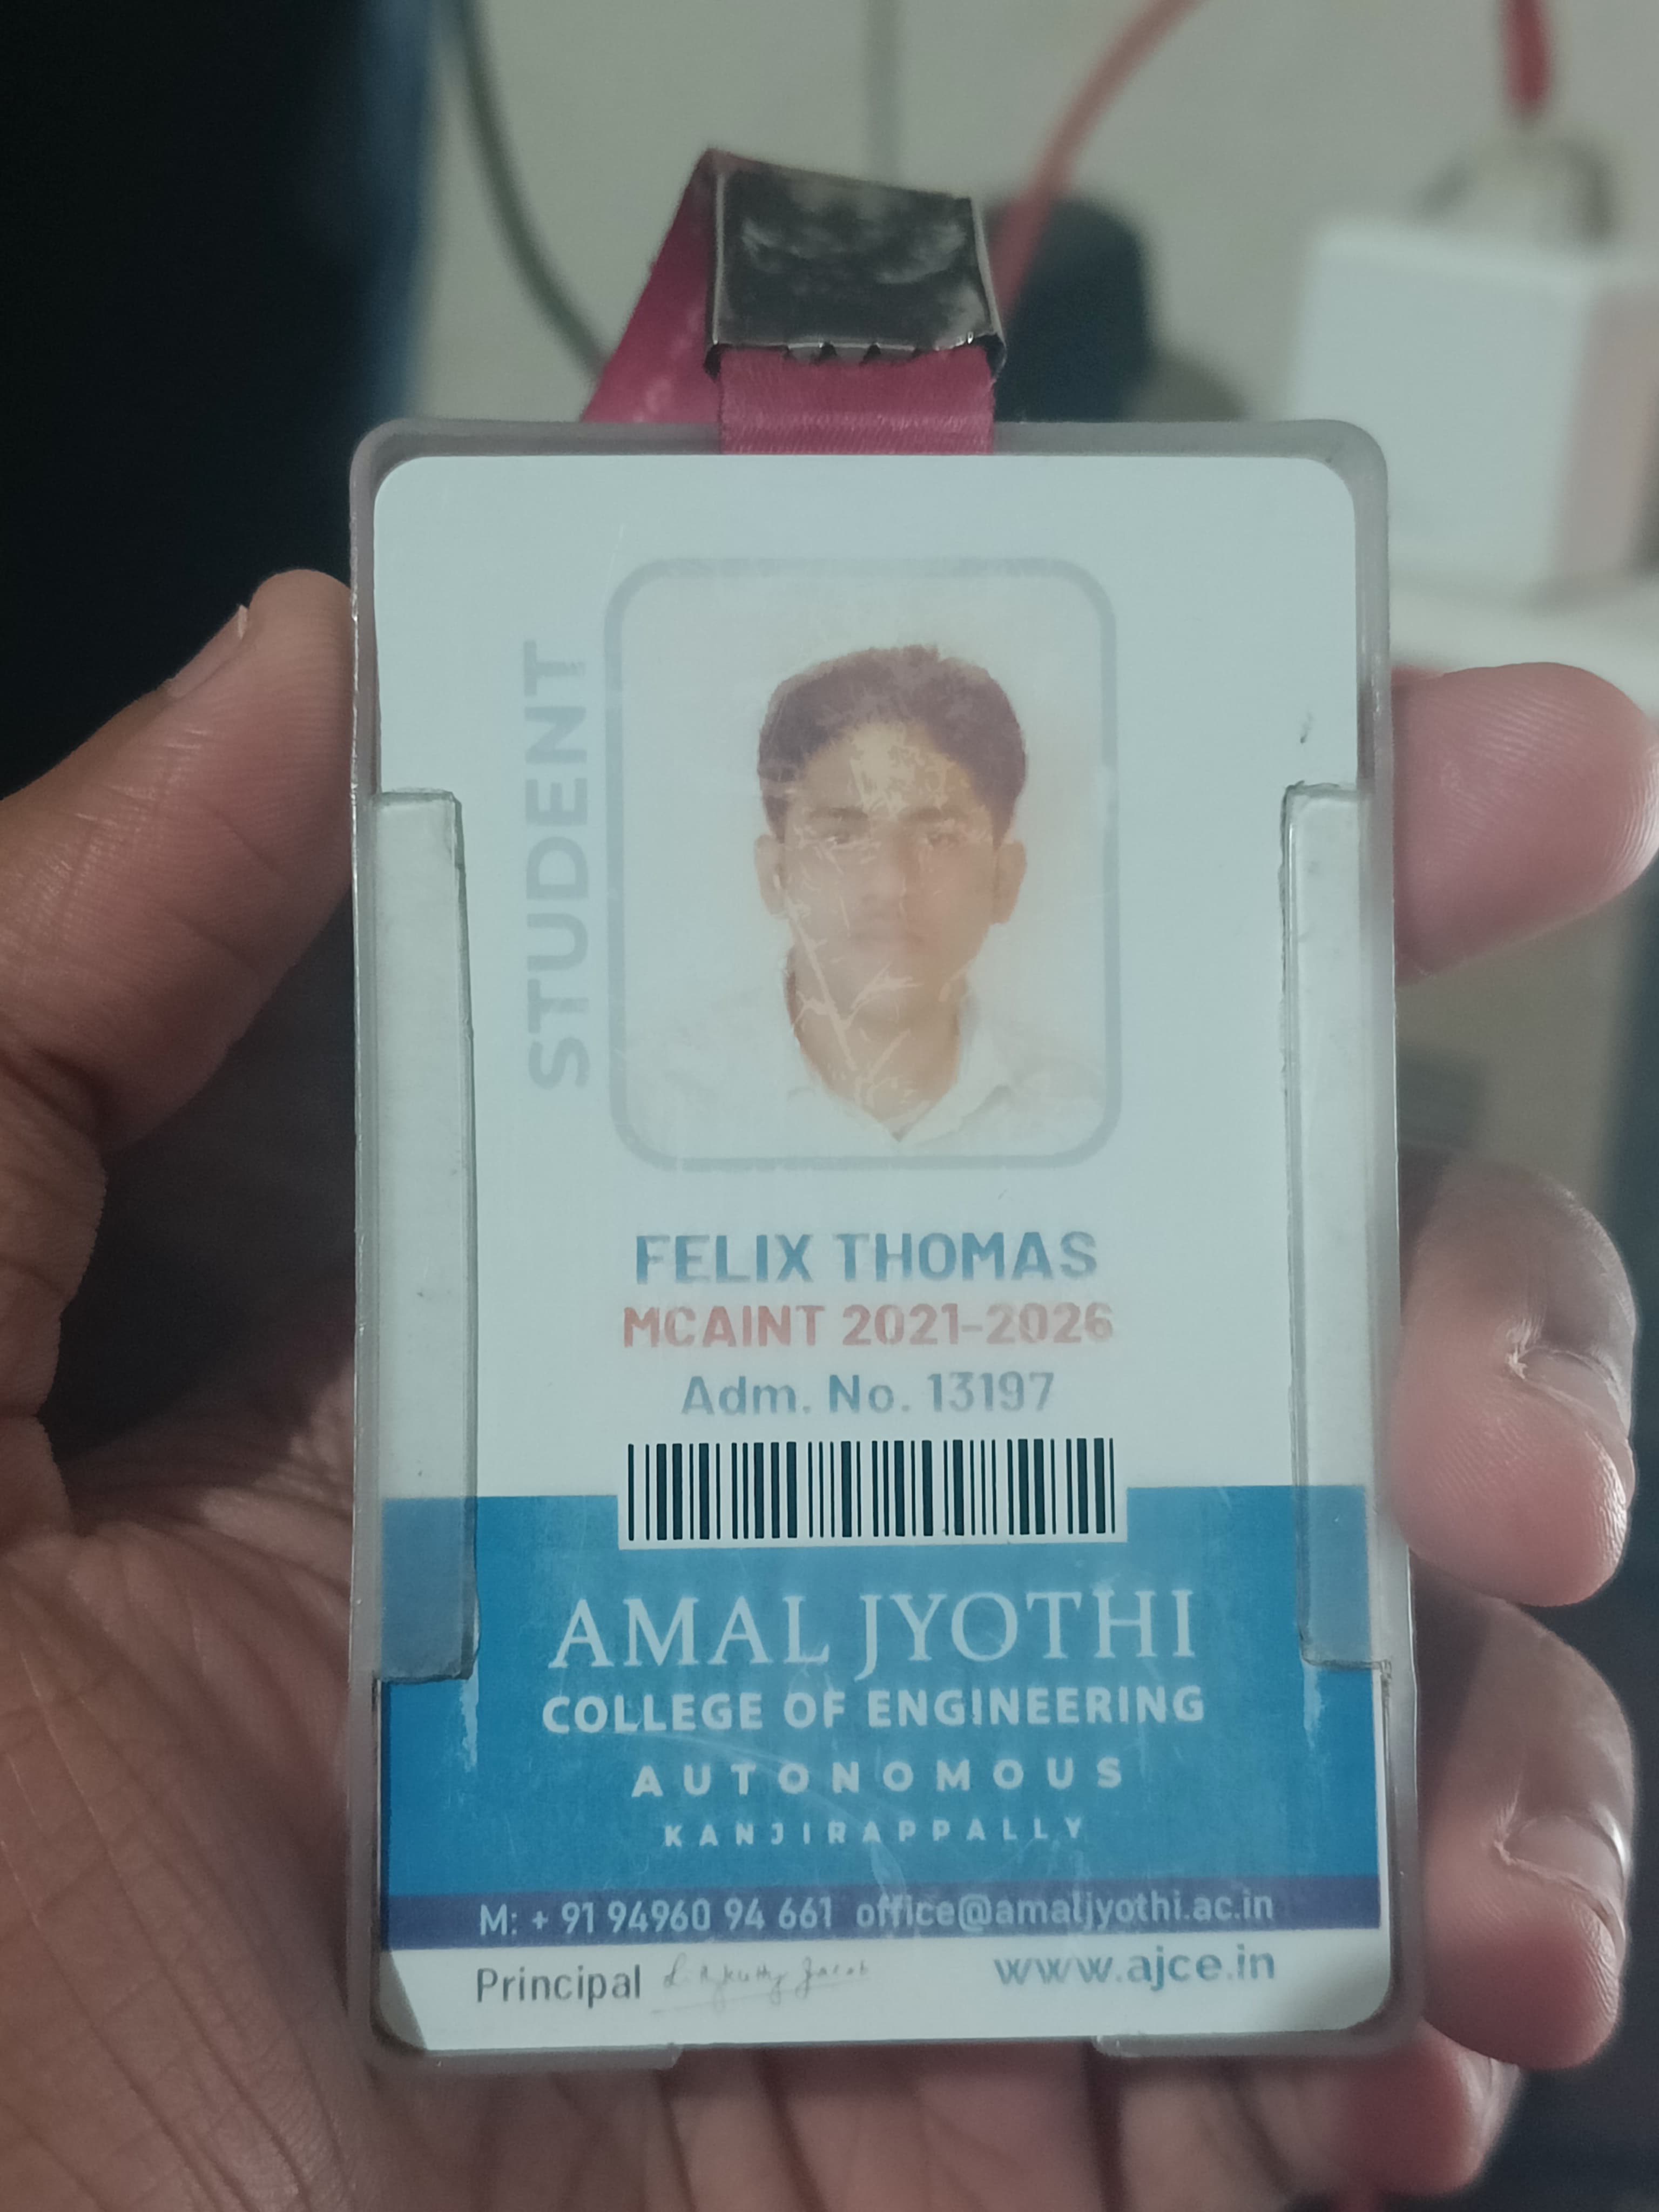 STUDENT
FELIX THOMAS
MCAINT 2021-2026
Adm. No. 13197
AMAL JYOTHI
COLLEGE OF ENGINEERING
AUTONOMOUS
KANJIRAPPALLY
M: + 91 94960 94 661 office@amaljyothi.ac.in
Principal www.ajce.in